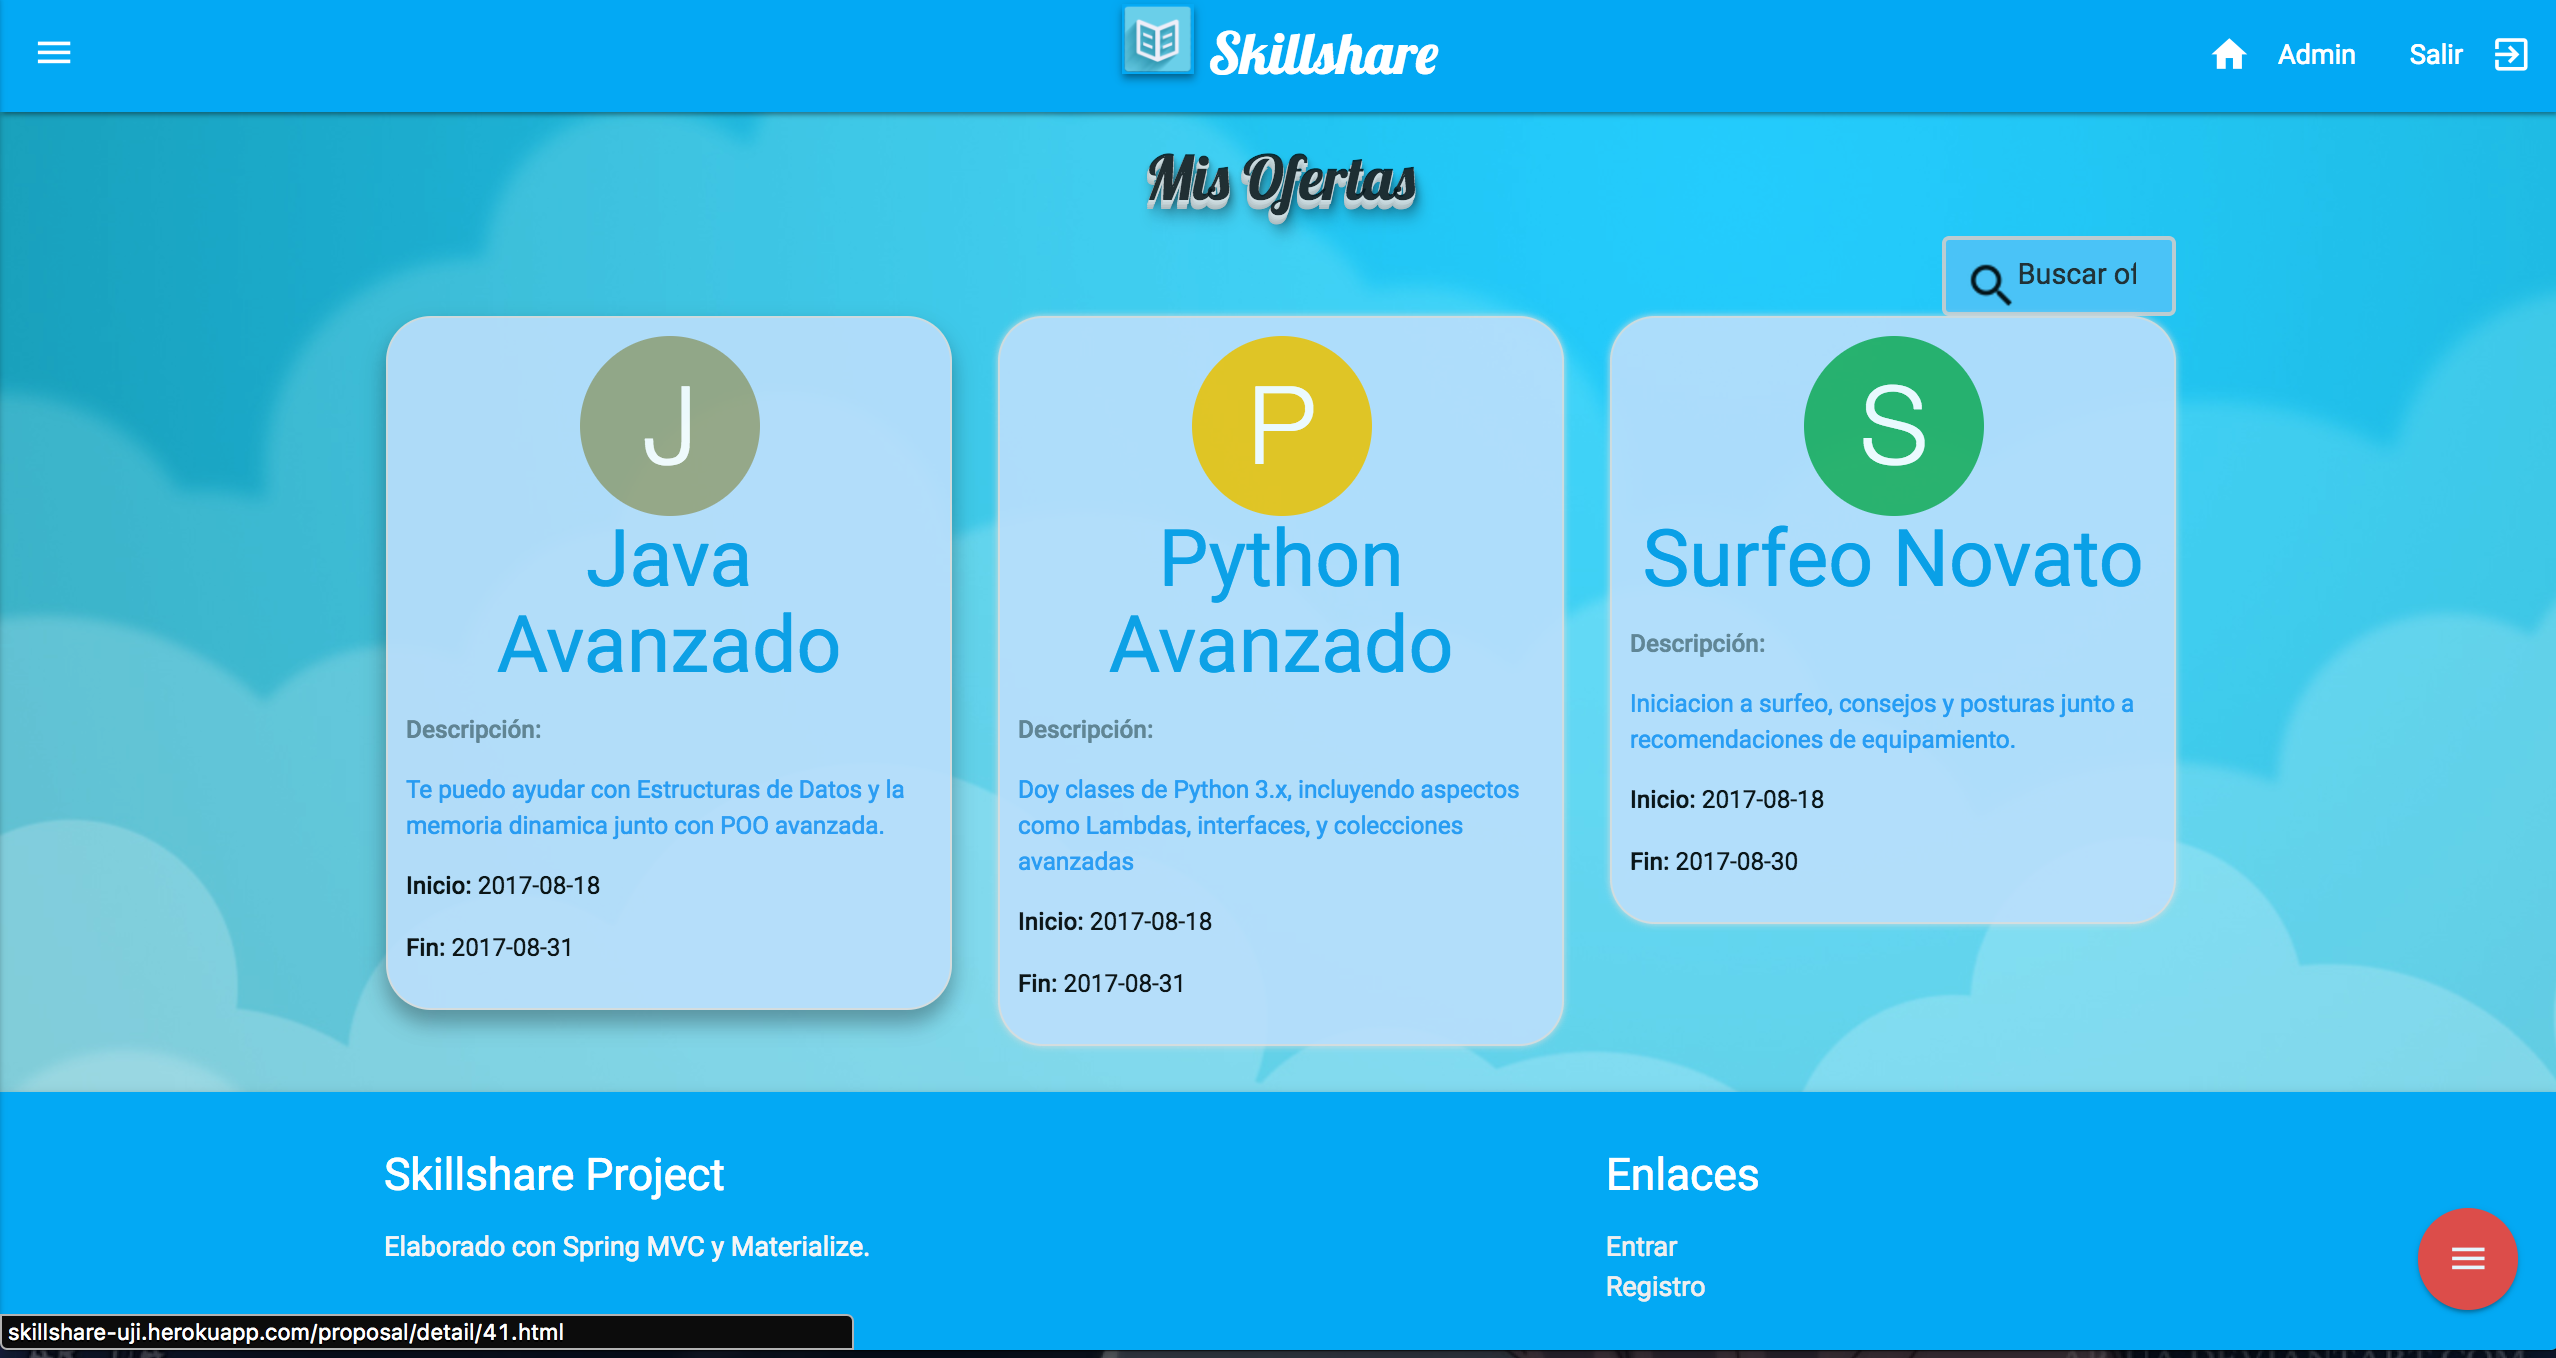 Skillshare
Admin
Salir
Mis Ofertas
Buscar of
J
Java
Avanzado
Descripción:
Te puedo ayudar con Estructuras de Datos y la
memoria dinamica junto con POO avanzada.
Inicio: 2017-08-18
Fin: 2017-08-31
P
Python
Avanzado
Descripción:
Doy clases de Python 3.x, incluyendo aspectos
como Lambdas, interfaces, y colecciones
avanzadas
Inicio: 2017-08-18
Fin: 2017-08-31
S
Surfeo Novato
Descripción:
Iniciacion a surfeo, consejos y posturas junto a
recomendaciones de equipamiento.
Inicio: 2017-08-18
Fin: 2017-08-30
Skillshare Project
Elaborado con Spring MVC y Materialize.
Enlaces
Entrar
Registro
skillshare-uji.herokuapp.com/proposal/detail/41.html